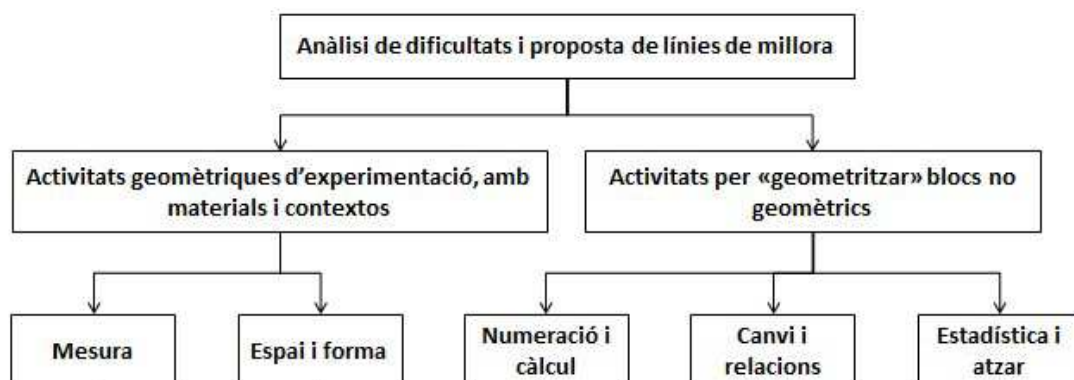 Anàlisi de dificultats i proposta de línies de millora
Activitats geomètriques d’experimentació, amb
materials i contextos
Activitats per «geometritzar» blocs no
geomètrics
Mesura
Espai i forma
Numeració i
càlcul
Canvi i
relacions
Estadística i
atzar